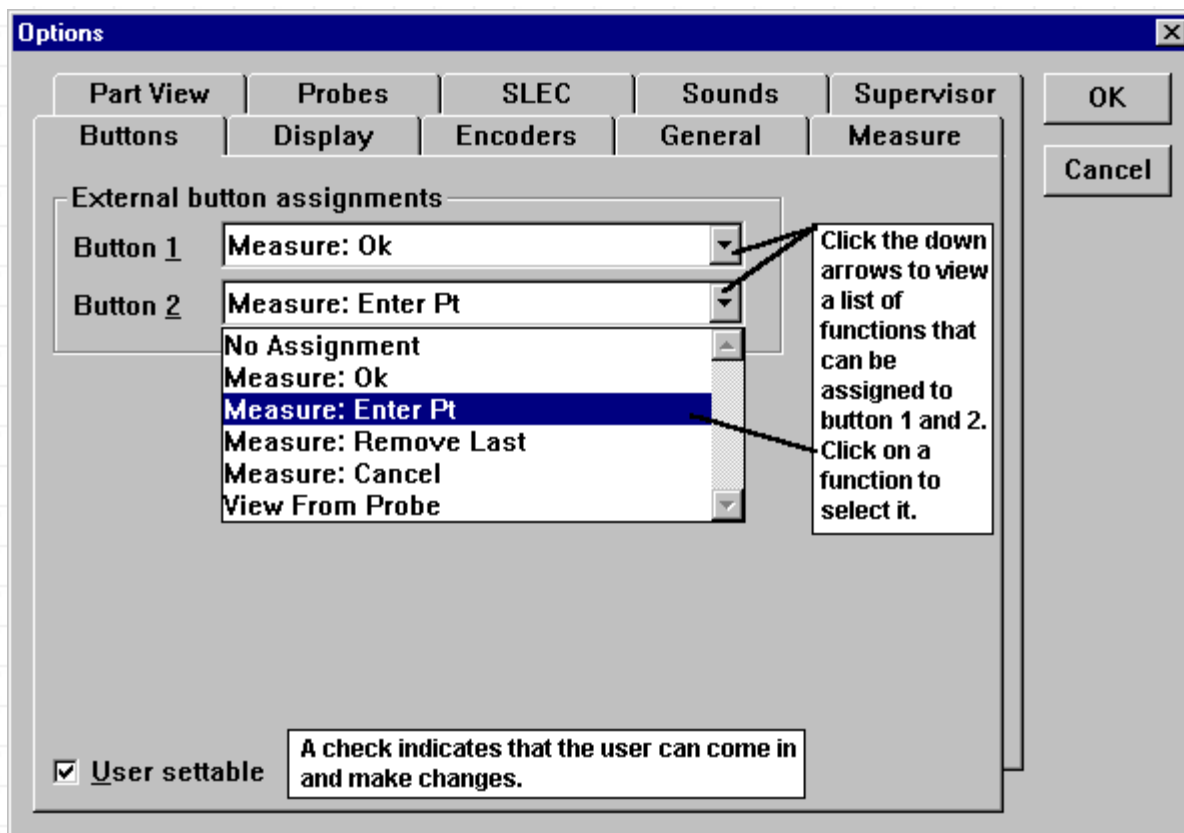 Options
Part View Probes SLEC Sounds Supervisor
Buttons Display Encoders General Measure
OK
Cancel
External button assignments
Button 1 Measure: Ok
Button 2 Measure: Enter Pt
No Assignment
Measure: Ok
Measure: Enter Pt
Measure: Remove Last
Measure: Cancel
View From Probe
Click the down
arrows to view
a list of
functions that
can be
assigned to
button 1 and 2.
Click on a
function to
select it.
User settable
A check indicates that the user can come in
and make changes.